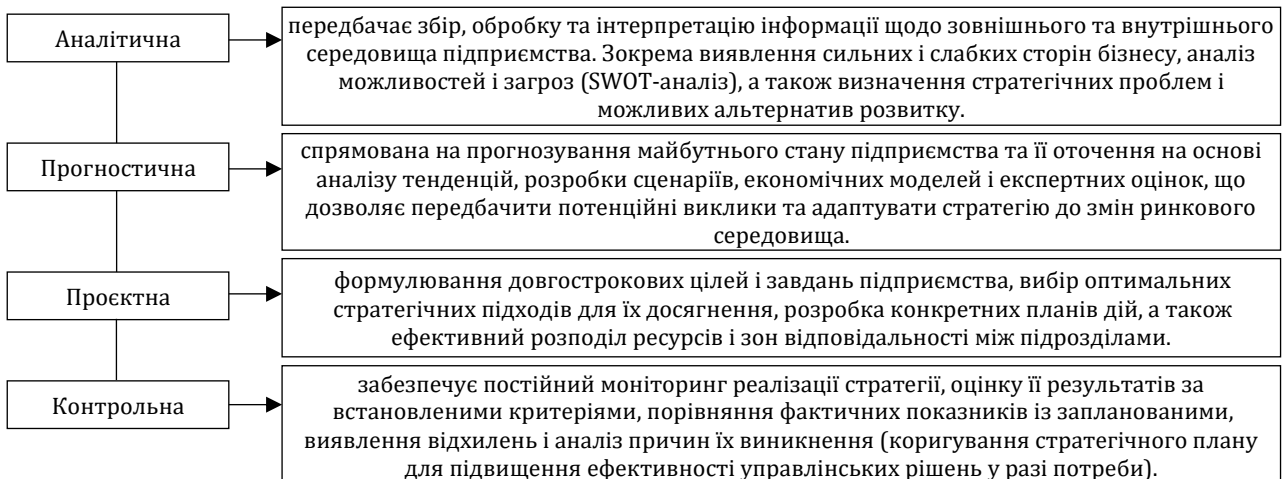 Аналітична
передбачає збір, обробку та інтерпретацію інформації щодо зовнішнього та внутрішнього
середовища підприємства. Зокрема виявлення сильних і слабких сторін бізнесу, аналіз
можливостей і загроз (SWOT-аналіз), а також визначення стратегічних проблем і
можливих альтернатив розвитку.
Прогностична
спрямована на прогнозування майбутнього стану підприємства та її оточення на основі
аналізу тенденцій, розробки сценаріїв, економічних моделей і експертних оцінок, що
дозволяє передбачити потенційні виклики та адаптувати стратегію до змін ринкового
середовища.
Проєктна
формулювання довгострокових цілей і завдань підприємства, вибір оптимальних
стратегічних підходів для їх досягнення, розробка конкретних планів дій, а також
ефективний розподіл ресурсів і зон відповідальності між підрозділами.
Контрольна
забезпечує постійний моніторинг реалізації стратегії, оцінку її результатів за
встановленими критеріями, порівняння фактичних показників із запланованими,
виявлення відхилень і аналіз причин їх виникнення (коригування стратегічного плану
для підвищення ефективності управлінських рішень у разі потреби).